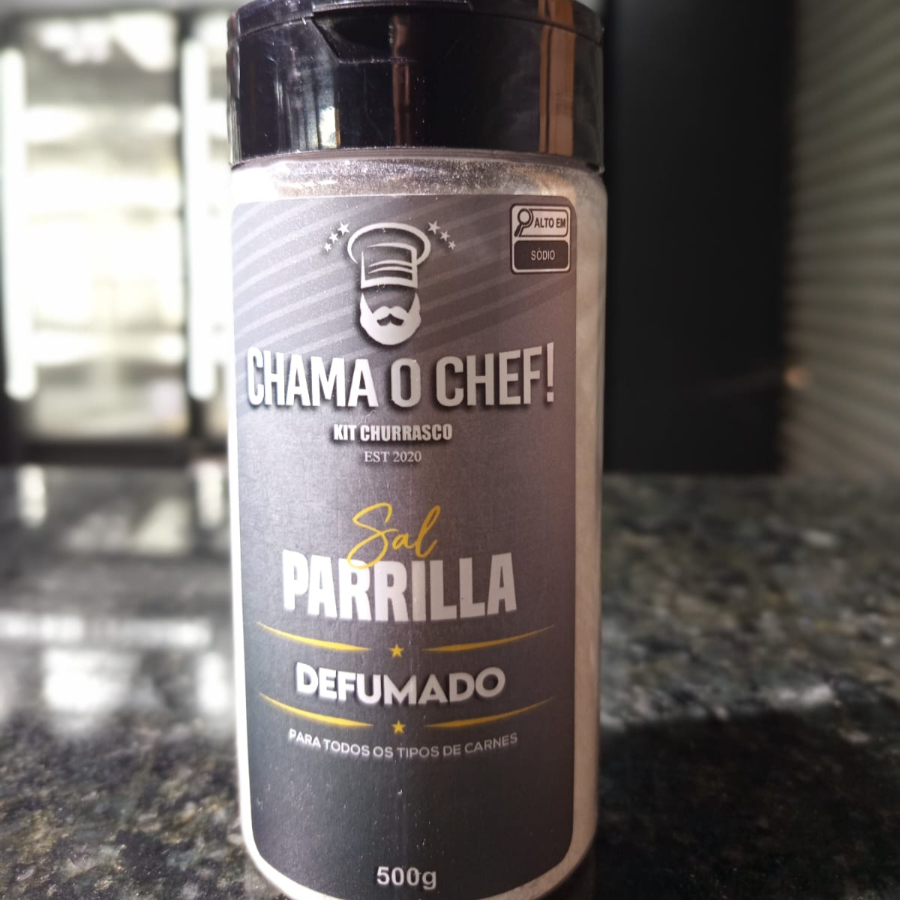 ALTO EM
SÓDIO
CHAMA O CHEF!
KIT CHURRASCO
EST 2020
Sal
PARRILLA
DEFUMADO
PARA TODOS OS TIPOS DE CARNES
500g